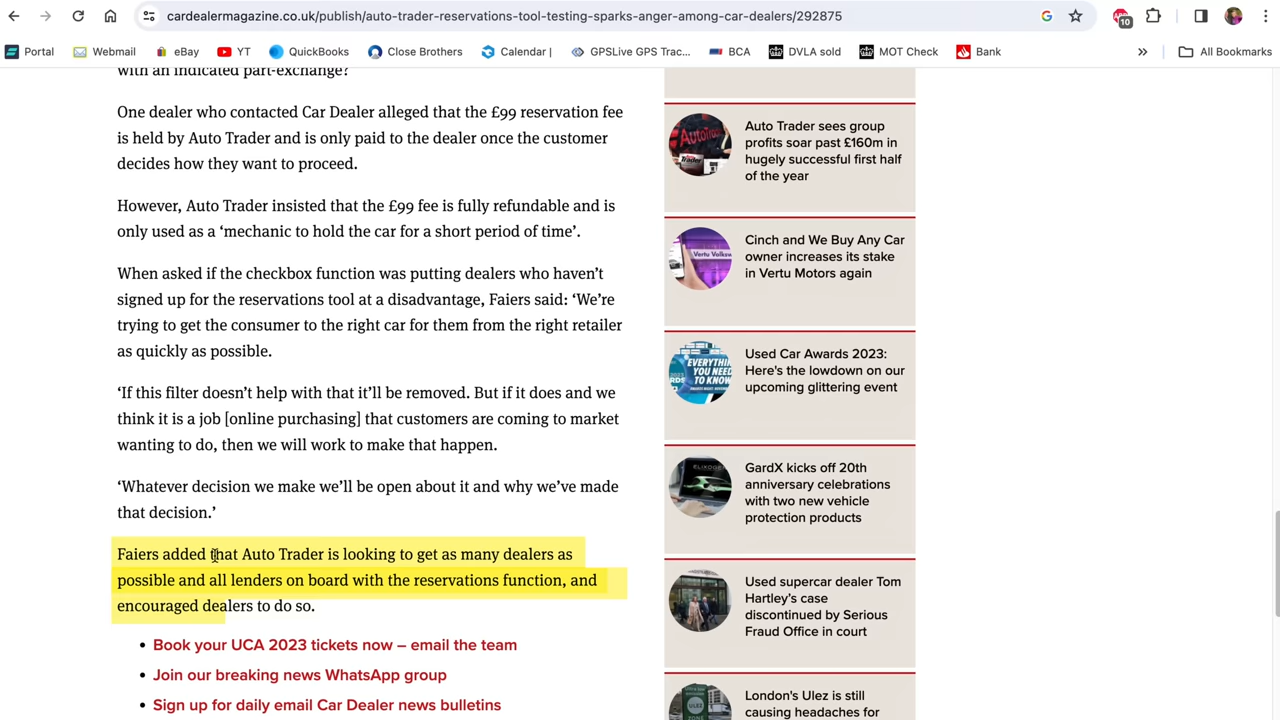 cardealermagazine.co.uk/publish/auto-trader-reservations-tool-testing-sparks-anger-among-car-dealers/292875
10
Portal
Webmail
eBay
YT
QuickBooks
Close Brothers
Calendar |
GPSLive GPS Trac...
BCA
DVLA sold
MOT Check
Bank
All Bookmarks
with an indicated part-exchange?
One dealer who contacted Car Dealer alleged that the £99 reservation fee
is held by Auto Trader and is only paid to the dealer once the customer
decides how they want to proceed.
However, Auto Trader insisted that the £99 fee is fully refundable and is
only used as a ‘mechanic to hold the car for a short period of time’.
When asked if the checkbox function was putting dealers who haven’t
signed up for the reservations tool at a disadvantage, Faiers said: ‘We’re
trying to get the consumer to the right car for them from the right retailer
as quickly as possible.
‘If this filter doesn’t help with that it’ll be removed. But if it does and we
think it is a job [online purchasing] that customers are coming to market
wanting to do, then we will work to make that happen.
‘Whatever decision we make we’ll be open about it and why we’ve made
that decision.’
Faiers added that Auto Trader is looking to get as many dealers as
possible and all lenders on board with the reservations function, and
encouraged dealers to do so.
Book your UCA 2023 tickets now – email the team
Join our breaking news WhatsApp group
Sign up for daily email Car Dealer news bulletins
Auto Trader sees group
profits soar past £160m in
hugely successful first half
of the year
Cinch and We Buy Any Car
owner increases its stake
in Vertu Motors again
Used Car Awards 2023:
Here's the lowdown on our
upcoming glittering event
GardX kicks off 20th
anniversary celebrations
with two new vehicle
protection products
Used supercar dealer Tom
Hartley’s case
discontinued by Serious
Fraud Office in court
London's Ulez is still
causing headaches for